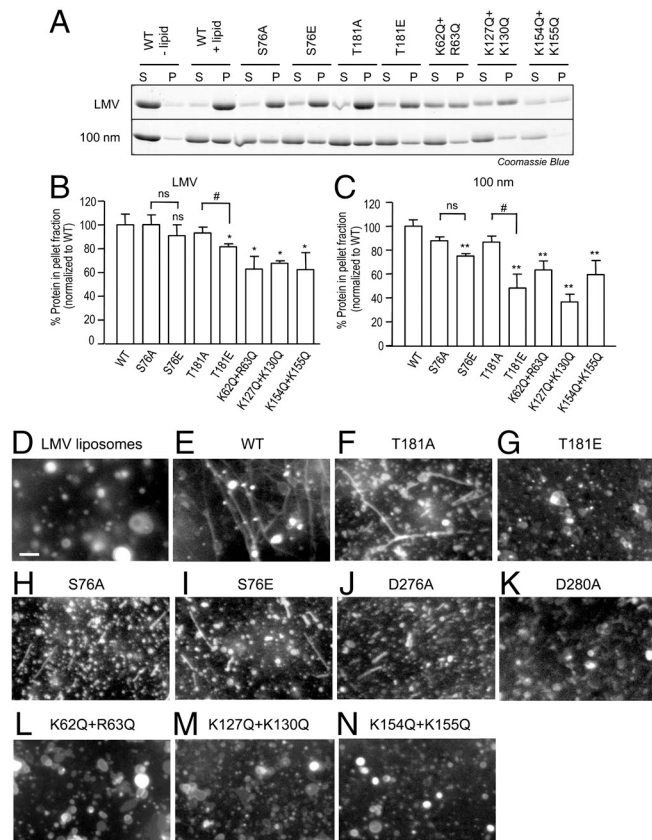 A
WT - lipid
WT + lipid
S76A
S76E
T181A
T181E
K62Q+ R63Q
K127Q+ K130Q
K154Q+ K155Q
S P S P S P S P S P S P S P S P S P
LMV
100 nm
Coomassie Blue
B
LMV
% Protein in pellet fraction (normalized to WT)
120
100
80
60
40
20
0
ns
ns
#
*
*
*
*
WT
S76A
S76E
T181A
T181E
K62Q+R63Q
K127Q+K130Q
K154Q+K155Q
C
100 nm
% Protein in pellet fraction (normalized to WT)
120
100
80
60
40
20
0
ns
**
#
**
**
**
**
WT
S76A
S76E
T181A
T181E
K62Q+R63Q
K127Q+K130Q
K154Q+K155Q
D LMV liposomes
E WT
F T181A
G T181E
H S76A
I S76E
J D276A
K D280A
L K62Q+R63Q
M K127Q+K130Q
N K154Q+K155Q